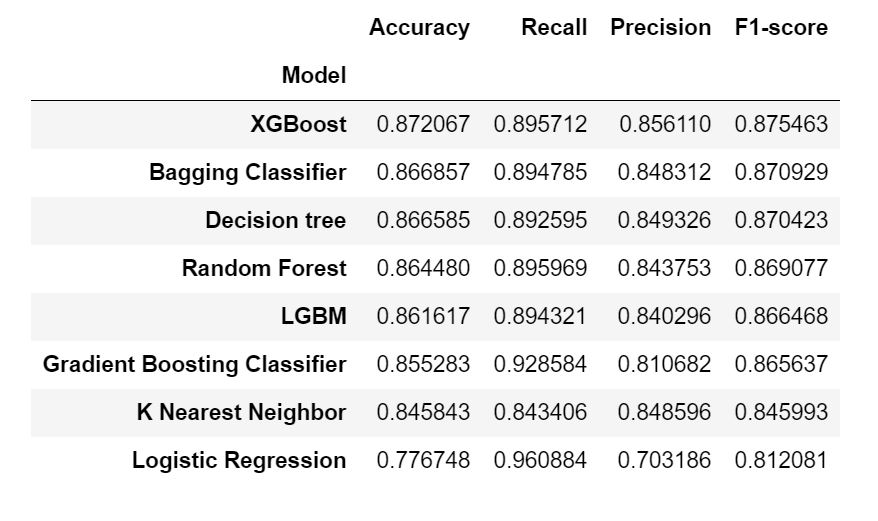 Accuracy Recall Precision F1-score
Model
XGBoost 0.872067 0.895712 0.856110 0.875463
Bagging Classifier 0.866857 0.894785 0.848312 0.870929
Decision tree 0.866585 0.892595 0.849326 0.870423
Random Forest 0.864480 0.895969 0.843753 0.869077
LGBM 0.861617 0.894321 0.840296 0.866468
Gradient Boosting Classifier 0.855283 0.928584 0.810682 0.865637
K Nearest Neighbor 0.845843 0.843406 0.848596 0.845993
Logistic Regression 0.776748 0.960884 0.703186 0.812081